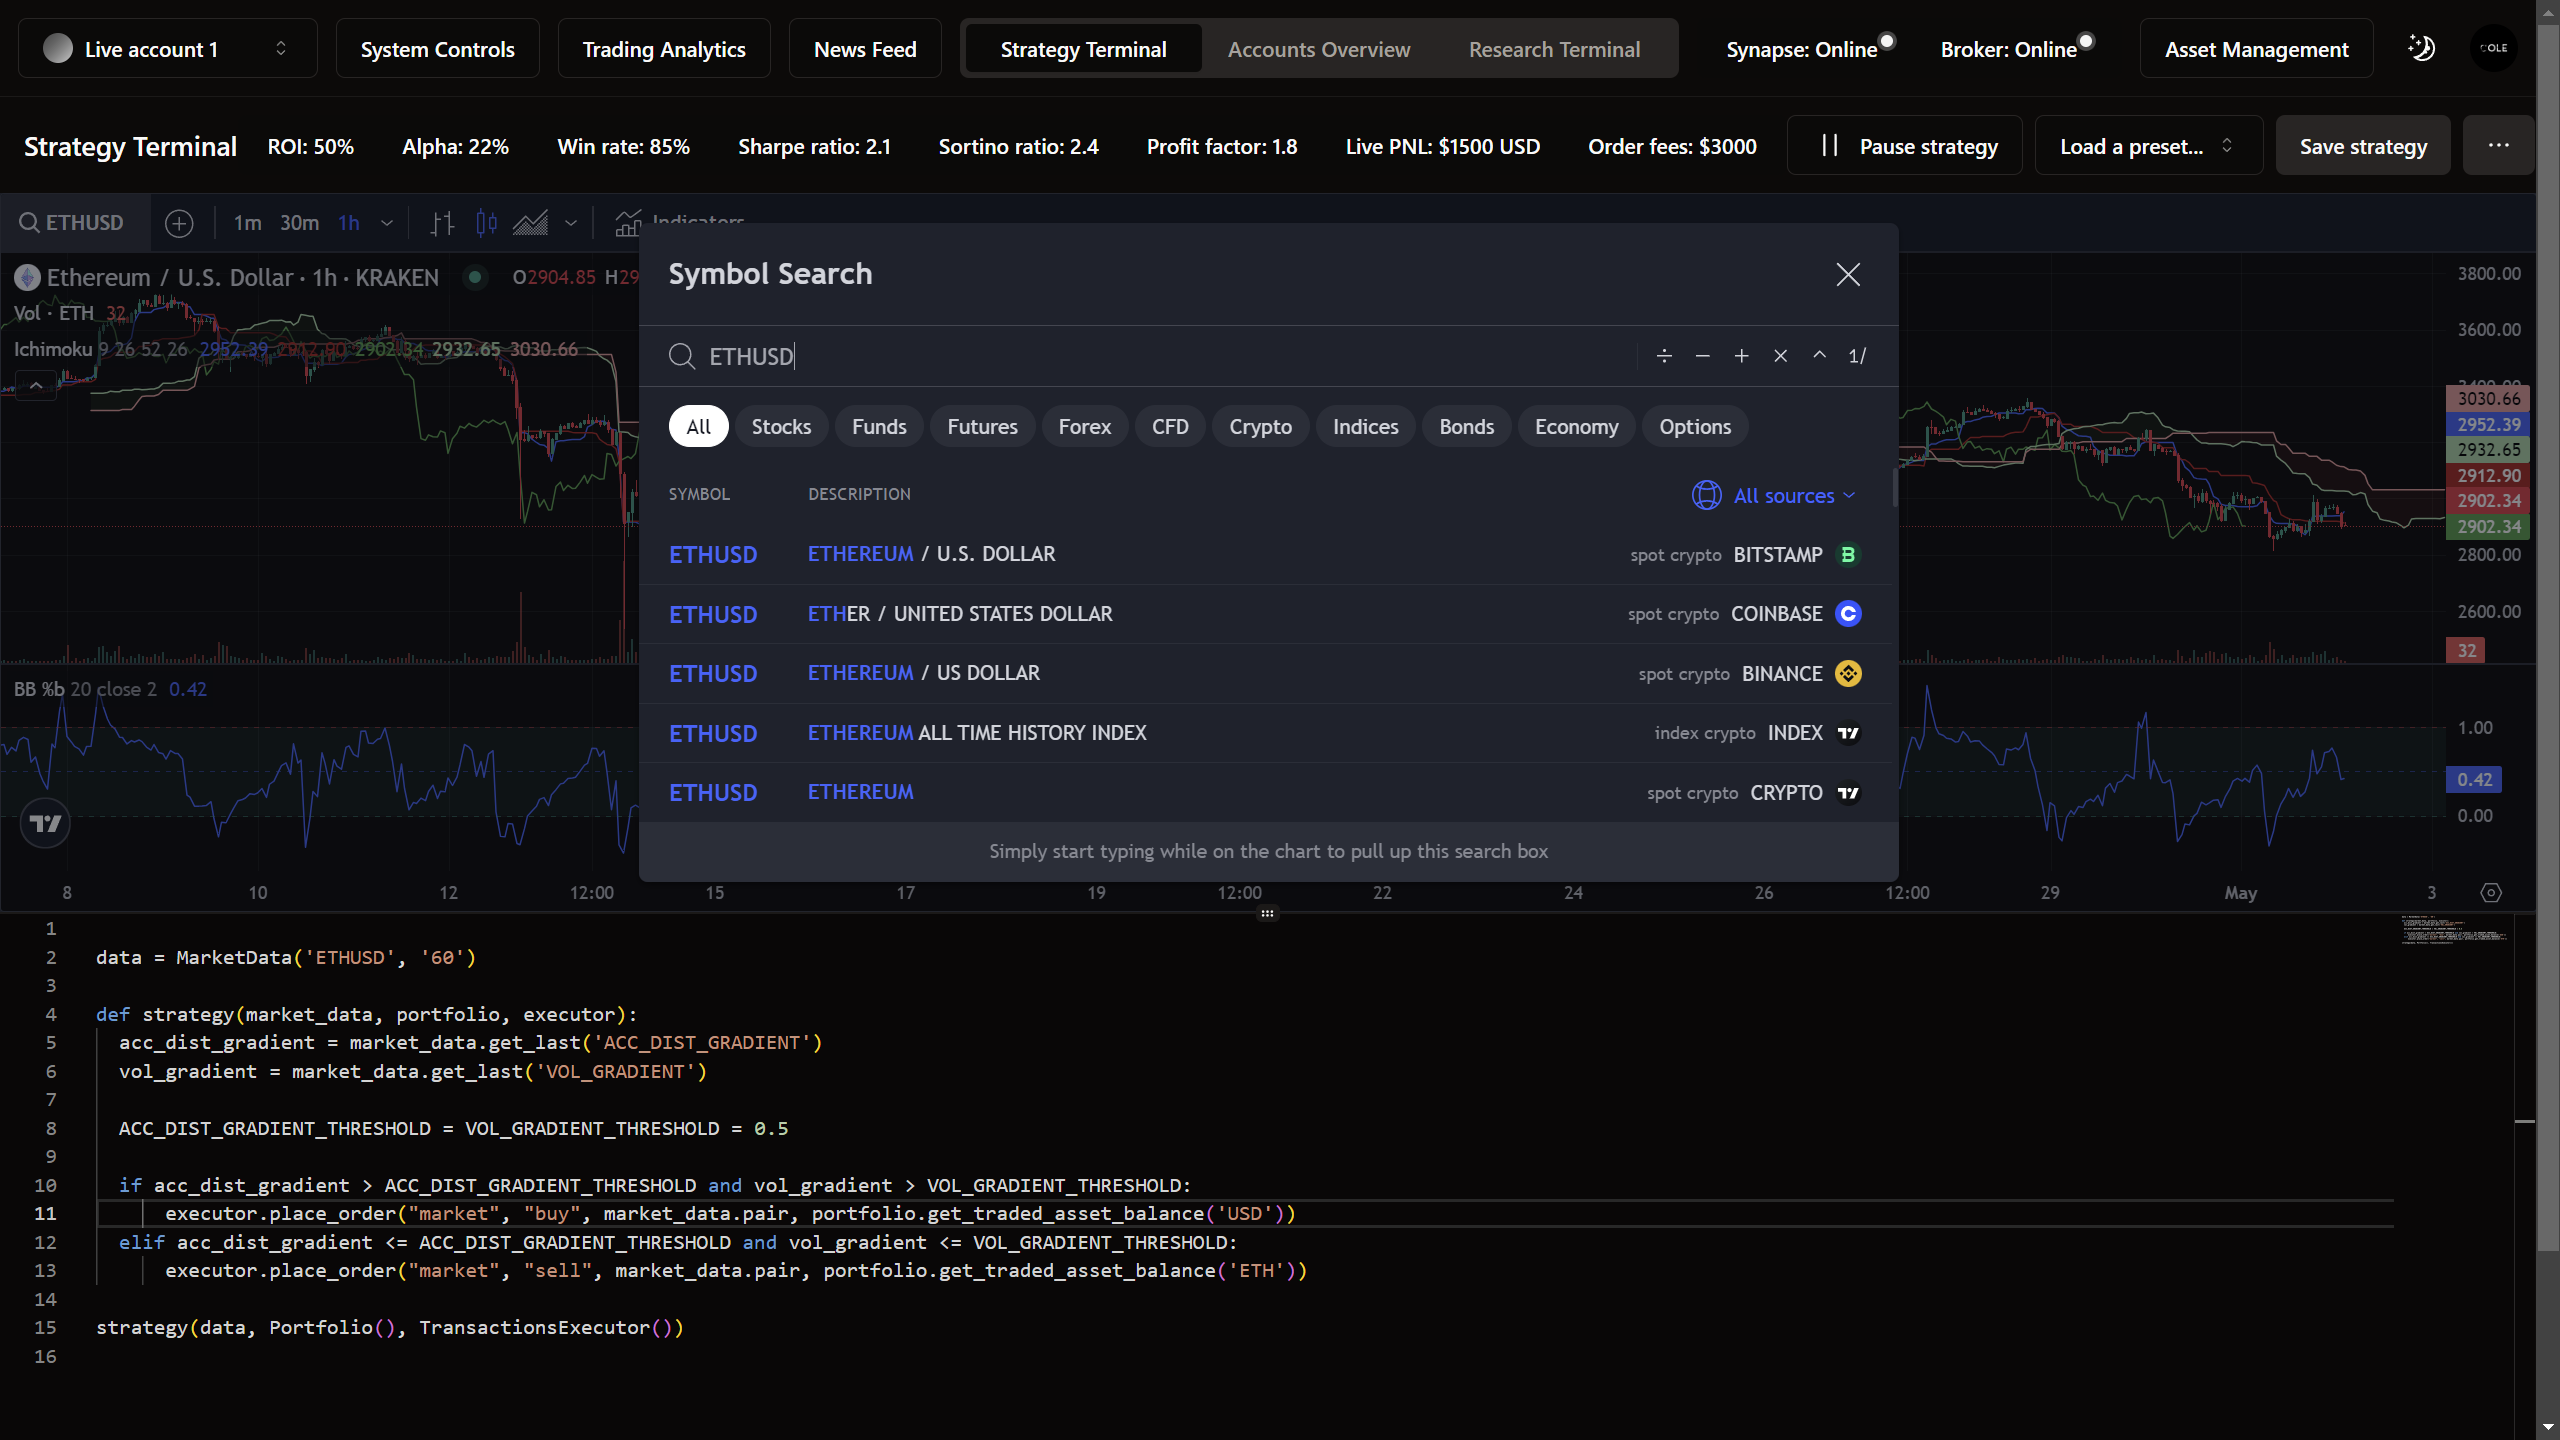 Live account 1
System Controls
Trading Analytics
News Feed
Strategy Terminal
Accounts Overview
Research Terminal
Synapse: Online
Broker: Online
Asset Management
COLE
Strategy Terminal
ROI: 50%
Alpha: 22%
Win rate: 85%
Sharpe ratio: 2.1
Sortino ratio: 2.4
Profit factor: 1.8
Live PNL: $1500 USD
Order fees: $3000
Pause strategy
Load a preset...
Save strategy
ETHUSD
1m 30m 1h
Indicators
Ethereum / U.S. Dollar · 1h · KRAKEN
O2904.85 H29
Vol · ETH 32
Ichimoku 9 26 52 26 2952.39 2912.90 2902.34 2932.65 3030.66
Symbol Search
ETHUSD
÷ − + × ^ 1/
All Stocks Funds Futures Forex CFD Crypto Indices Bonds Economy Options
SYMBOL DESCRIPTION
All sources
ETHUSD ETHEREUM / U.S. DOLLAR spot crypto BITSTAMP
ETHUSD ETHER / UNITED STATES DOLLAR spot crypto COINBASE
ETHUSD ETHEREUM / US DOLLAR spot crypto BINANCE
ETHUSD ETHEREUM ALL TIME HISTORY INDEX index crypto INDEX
ETHUSD ETHEREUM spot crypto CRYPTO
Simply start typing while on the chart to pull up this search box
3800.00
3600.00
3400.00
3030.66
2952.39
2932.65
2912.90
2902.34
2902.34
2800.00
2600.00
32
BB %b 20 close 2 0.42
1.00
0.42
0.00
8 10 12 12:00 15 17 19 12:00 22 24 26 12:00 29 May 3
1
2 data = MarketData('ETHUSD', '60')
3
4 def strategy(market_data, portfolio, executor):
5 acc_dist_gradient = market_data.get_last('ACC_DIST_GRADIENT')
6 vol_gradient = market_data.get_last('VOL_GRADIENT')
7
8 ACC_DIST_GRADIENT_THRESHOLD = VOL_GRADIENT_THRESHOLD = 0.5
9
10 if acc_dist_gradient > ACC_DIST_GRADIENT_THRESHOLD and vol_gradient > VOL_GRADIENT_THRESHOLD:
11 executor.place_order("market", "buy", market_data.pair, portfolio.get_traded_asset_balance('USD'))
12 elif acc_dist_gradient <= ACC_DIST_GRADIENT_THRESHOLD and vol_gradient <= VOL_GRADIENT_THRESHOLD:
13 executor.place_order("market", "sell", market_data.pair, portfolio.get_traded_asset_balance('ETH'))
14
15 strategy(data, Portfolio(), TransactionsExecutor())
16